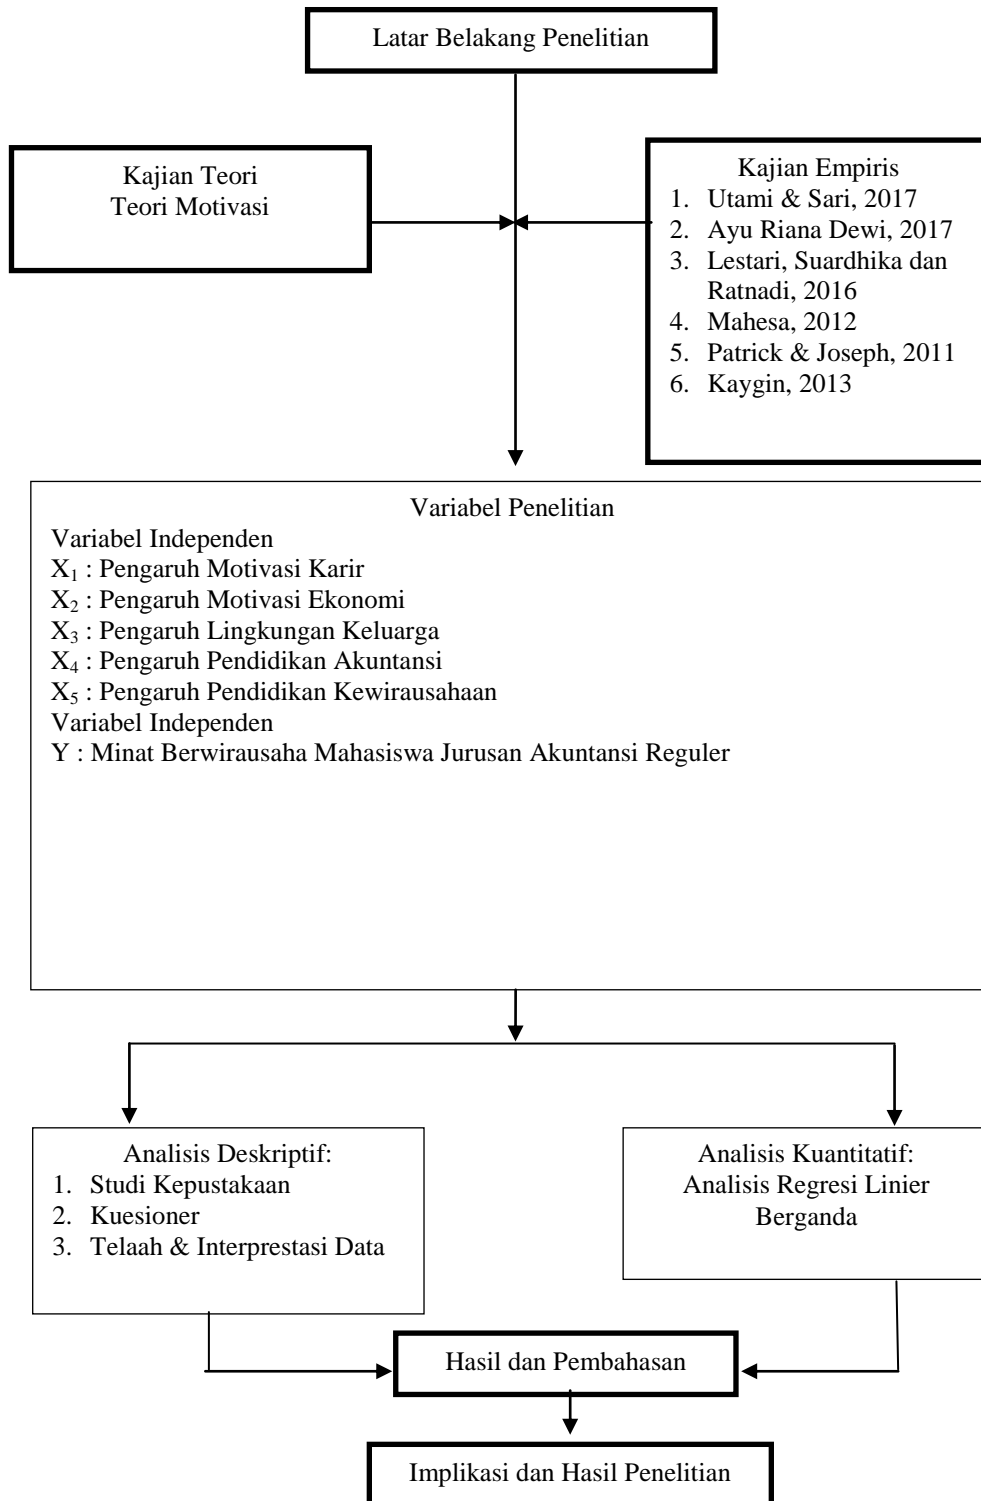 Latar Belakang Penelitian
Kajian Teori
Teori Motivasi
Kajian Empiris
1. Utami & Sari, 2017
2. Ayu Riana Dewi, 2017
3. Lestari, Suardhika dan
Ratnadi, 2016
4. Mahesa, 2012
5. Patrick & Joseph, 2011
6. Kaygin, 2013
Variabel Penelitian
Variabel Independen
X₁ : Pengaruh Motivasi Karir
X₂ : Pengaruh Motivasi Ekonomi
X₃ : Pengaruh Lingkungan Keluarga
X₄ : Pengaruh Pendidikan Akuntansi
X₅ : Pengaruh Pendidikan Kewirausahaan
Variabel Independen
Y : Minat Berwirausaha Mahasiswa Jurusan Akuntansi Reguler
Analisis Deskriptif:
1. Studi Kepustakaan
2. Kuesioner
3. Telaah & Interprestasi Data
Analisis Kuantitatif:
Analisis Regresi Linier
Berganda
Hasil dan Pembahasan
Implikasi dan Hasil Penelitian